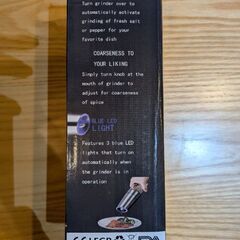 Turn grinder over to
automatically activate
grinding of fresh salt
or pepper for your
favorite dish
COARSENESS TO
YOUR LIKING
Simply turn knob at the
mouth of grinder to
adjust for coarseness
of spice
BLUE LED
LIGHT
Features 3 blue LED
lights that turn on
automatically when
the grinder is in
operation